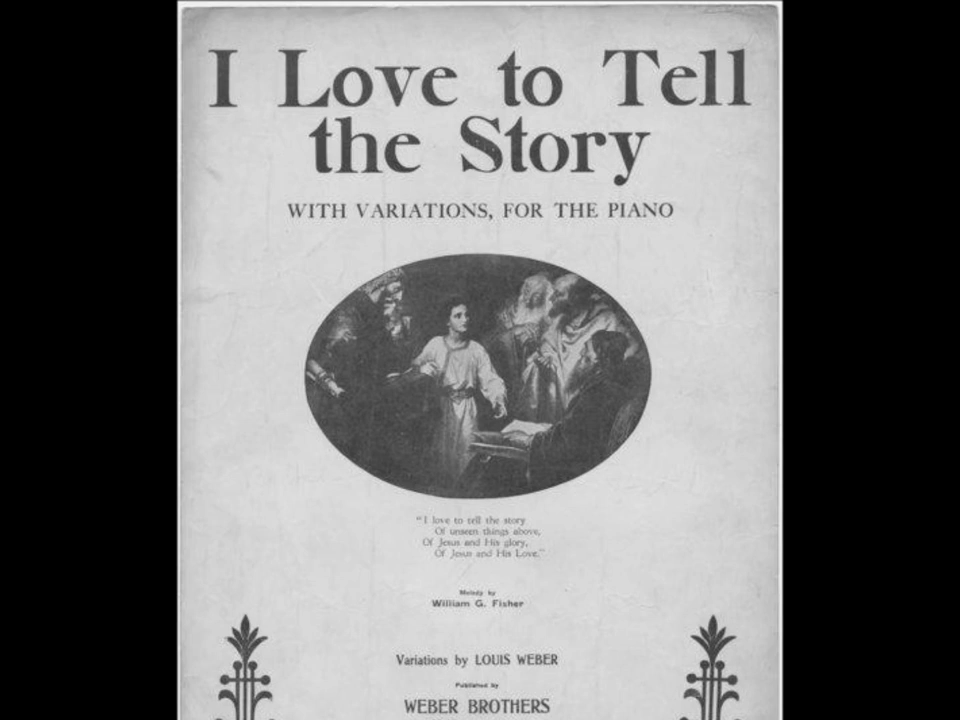 I Love to Tell
the Story
WITH VARIATIONS, FOR THE PIANO
"I love to tell the story
Of unseen things above,
Of Jesus and His glory,
Of Jesus and His Love."
Melody by
William G. Fisher
Variations by LOUIS WEBER
Published by
WEBER BROTHERS